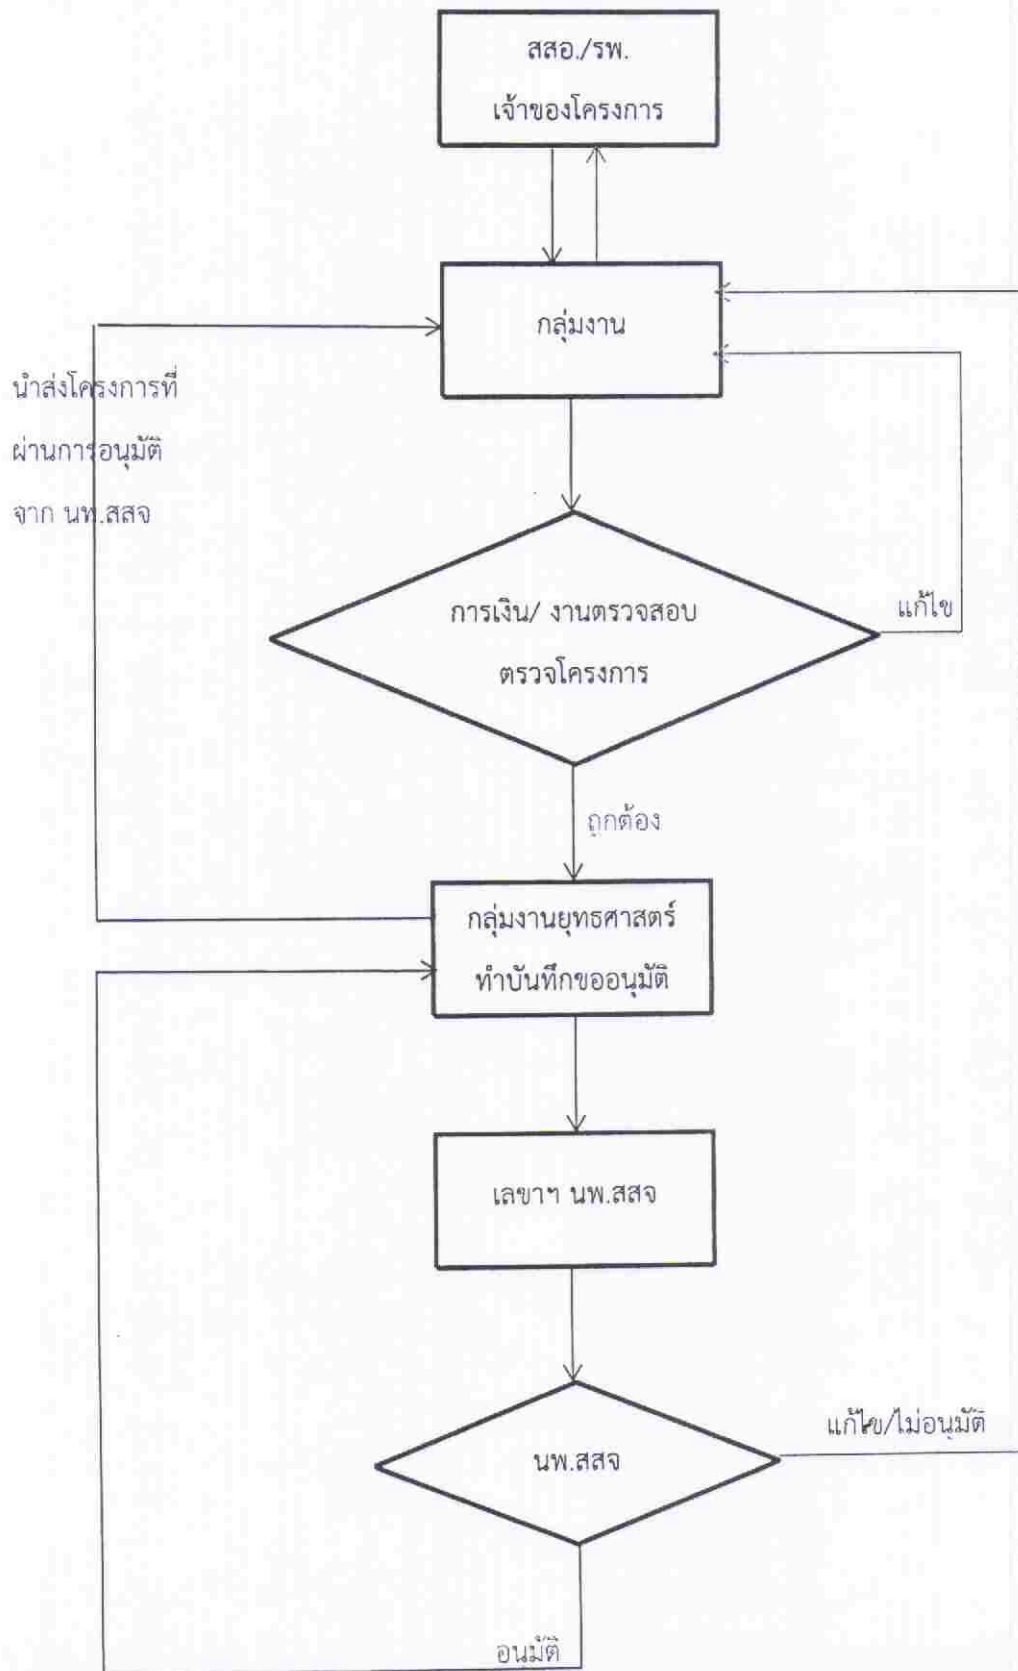 สสอ./รพ.
เจ้าของโครงการ
กลุ่มงาน
นำส่งโครงการที่
ผ่านการอนุมัติ
จาก นพ.สสจ
การเงิน/ งานตรวจสอบ
ตรวจโครงการ
แก้ไข
ถูกต้อง
กลุ่มงานยุทธศาสตร์
ทำบันทึกขออนุมัติ
เลขาฯ นพ.สสจ
นพ.สสจ
แก้ไข/ไม่อนุมัติ
อนุมัติ